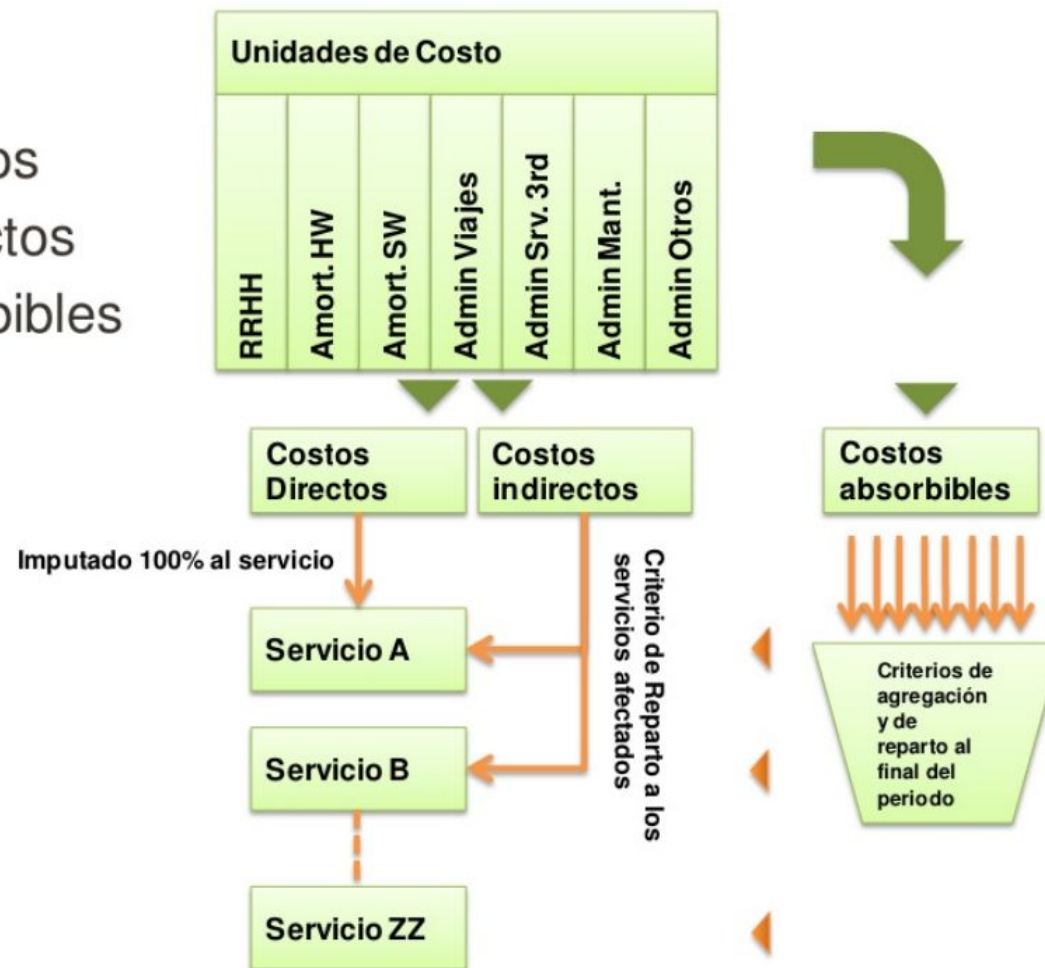 Unidades de Costo
RRHH
Amort. HW
Amort. SW
Admin Viajes
Admin Srv. 3rd
Admin Mant.
Admin Otros
Costos
Directos
Costos
indirectos
Costos
absorbibles
Imputado 100% al servicio
Criterio de Reparto a los
servicios afectados
Servicio A
Servicio B
Servicio ZZ
Criterios de
agregación
y de
reparto al
final del
periodo